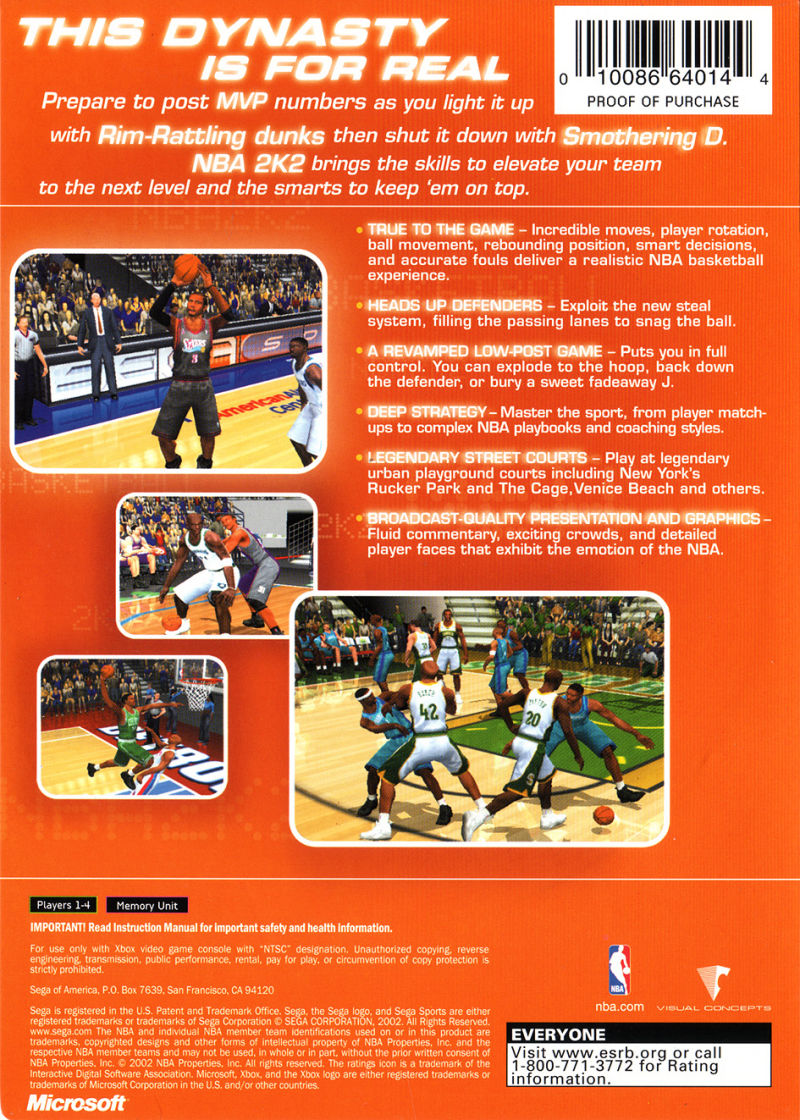 THIS DYNASTY
IS FOR REAL
Prepare to post MVP numbers as you light it up
with Rim-Rattling dunks then shut it down with Smothering D.
NBA 2K2 brings the skills to elevate your team
to the next level and the smarts to keep 'em on top.
0 10086 64014 4
PROOF OF PURCHASE
• TRUE TO THE GAME – Incredible moves, player rotation,
ball movement, rebounding position, smart decisions,
and accurate fouls deliver a realistic NBA basketball
experience.
• HEADS UP DEFENDERS – Exploit the new steal
system, filling the passing lanes to snag the ball.
• A REVAMPED LOW-POST GAME – Puts you in full
control. You can explode to the hoop, back down
the defender, or bury a sweet fadeaway J.
• DEEP STRATEGY – Master the sport, from player match-
ups to complex NBA playbooks and coaching styles.
• LEGENDARY STREET COURTS – Play at legendary
urban playground courts including New York's
Rucker Park and The Cage,Venice Beach and others.
• BROADCAST-QUALITY PRESENTATION AND GRAPHICS –
Fluid commentary, exciting crowds, and detailed
player faces that exhibit the emotion of the NBA.
Sixers
3
42
20
Players 1-4
Memory Unit
IMPORTANT! Read Instruction Manual for important safety and health information.
For use only with Xbox video game console with "NTSC" designation. Unauthorized copying, reverse
engineering, transmission, public performance, rental, pay for play, or circumvention of copy protection is
strictly prohibited.
Sega of America, P.O. Box 7639, San Francisco, CA 94120
Sega is registered in the U.S. Patent and Trademark Office. Sega, the Sega logo, and Sega Sports are either
registered trademarks or trademarks of Sega Corporation © SEGA CORPORATION, 2002. All Rights Reserved.
www.sega.com The NBA and individual NBA member team identifications used on or in this product are
trademarks, copyrighted designs and other forms of intellectual property of NBA Properties, Inc. and the
respective NBA member teams and may not be used, in whole or in part, without the prior written consent of
NBA Properties, Inc. © 2002 NBA Properties, Inc. All rights reserved. The ratings icon is a trademark of the
Interactive Digital Software Association. Microsoft, Xbox, and the Xbox logo are either registered trademarks or
trademarks of Microsoft Corporation in the U.S. and/or other countries.
Microsoft
NBA
nba.com
VISUAL CONCEPTS
EVERYONE
Visit www.esrb.org or call
1-800-771-3772 for Rating
information.